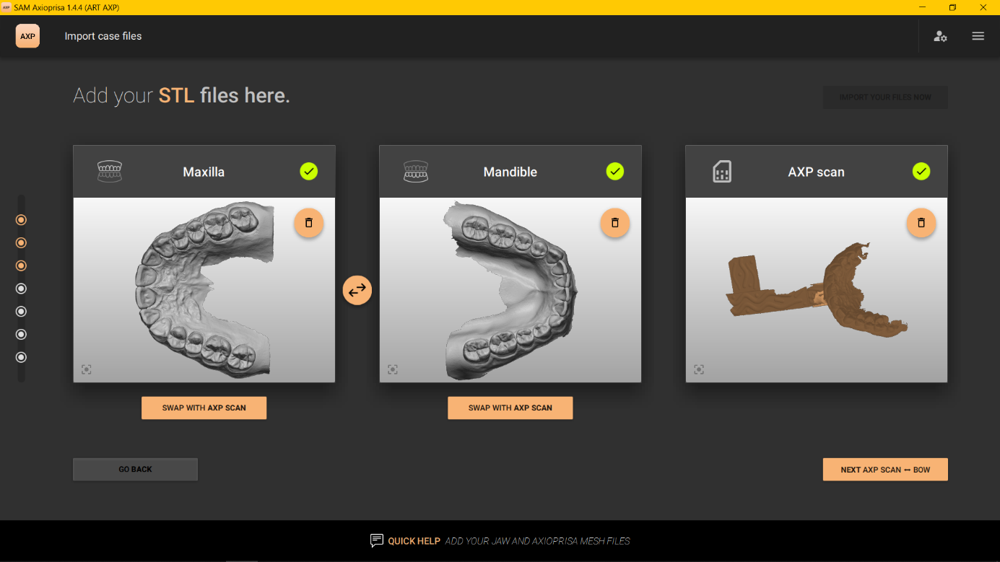 AXP SAM Axioprisa 1.4.4 (ART AXP)
AXP Import case files
Add your STL files here.
IMPORT YOUR FILES NOW
Maxilla
Mandible
AXP scan
SWAP WITH AXP SCAN
SWAP WITH AXP SCAN
GO BACK
NEXT AXP SCAN ↔ BOW
QUICK HELP ADD YOUR JAW AND AXIOPRISA MESH FILES